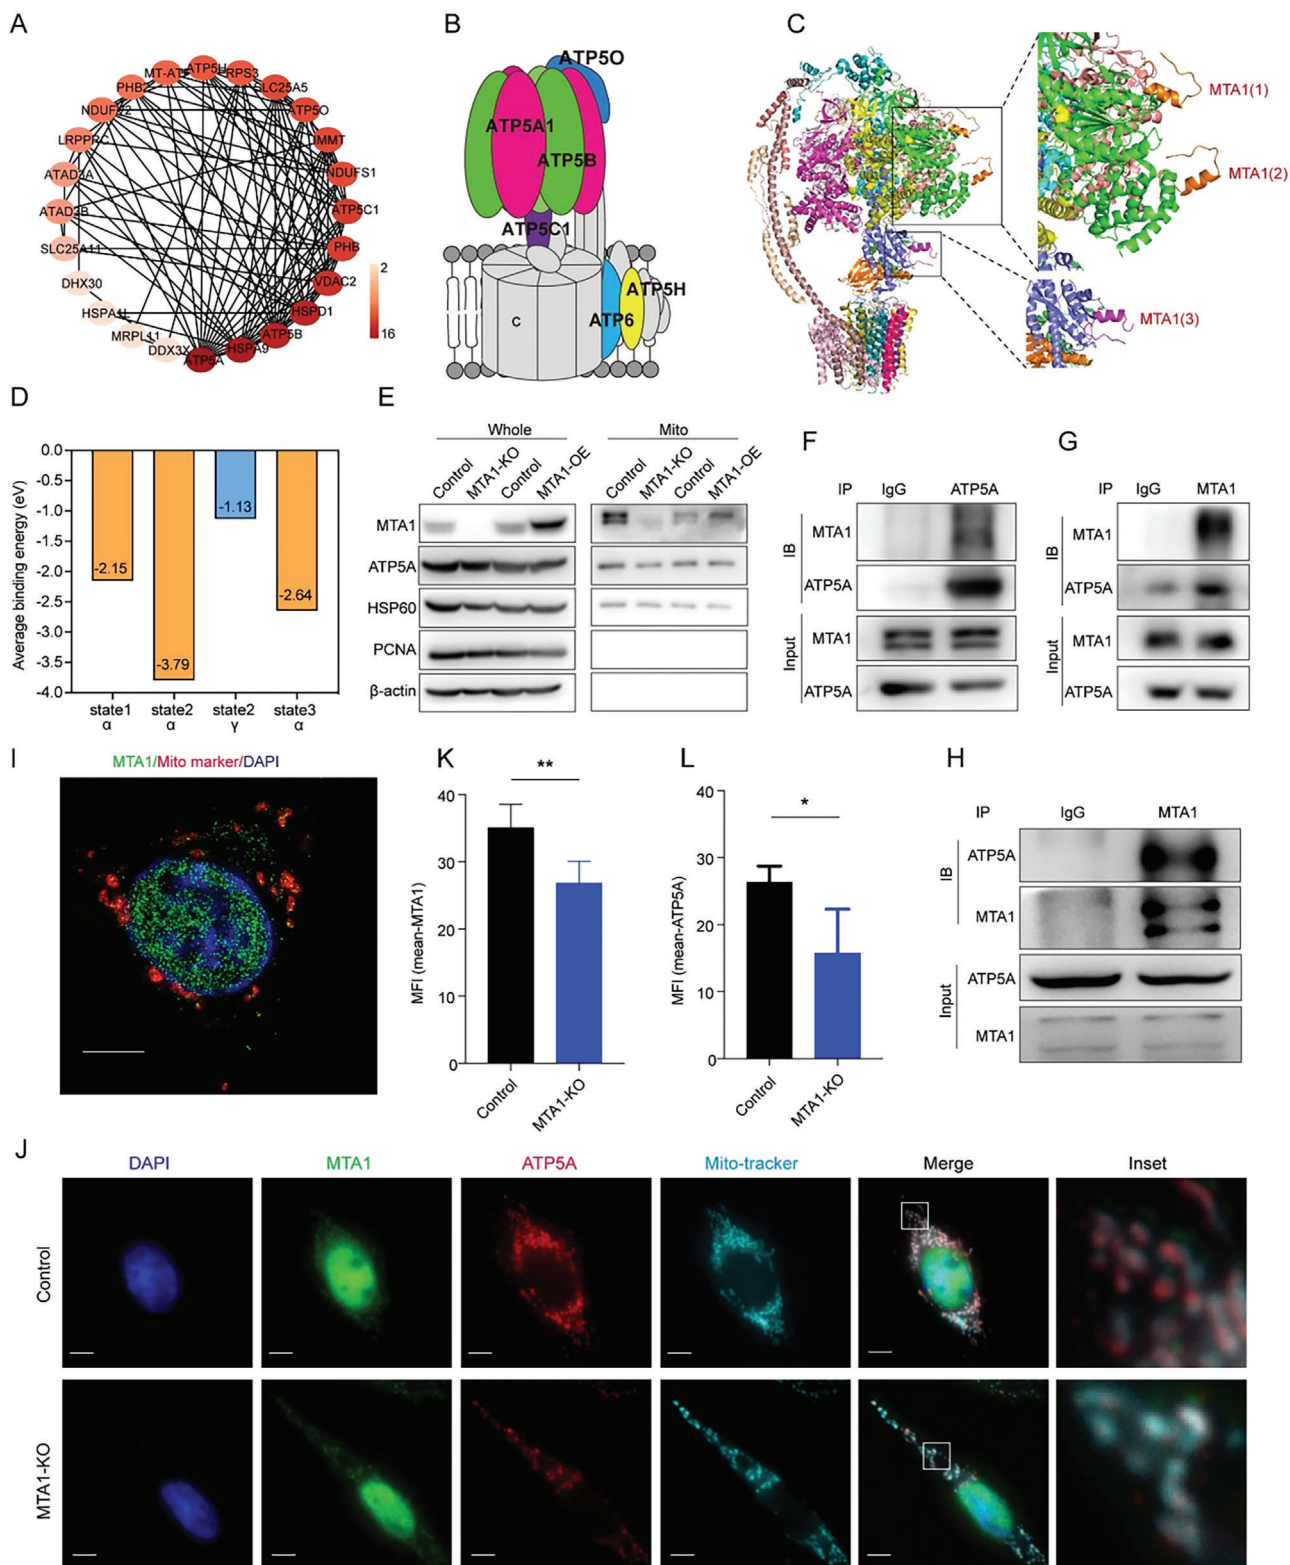 A
MT-AT
ATP5H
RPS3
PHB2
SLC25A5
ATP5O
LRPPRC
IMMT
ATAD3A
NDUFS1
ATAD3B
ATP5C1
SLC25A11
PHB
DHX30
VDAC2
HSPA1L
HSPD1
MRPL11
ATP5B
DDX3X
HSPA9
ATP5A
2
16
B
ATP5O
ATP5A1
ATP5B
ATP5C1
ATP5H
ATP6
C
C
MTA1(1)
MTA1(2)
MTA1(3)
D
Average binding energy (eV)
0.0
-0.5
-1.0
-1.5
-2.0
-2.5
-3.0
-3.5
-4.0
-2.15
-3.79
-1.13
-2.64
state1 state2 state2 state3
α α γ α
E
Whole Mito
Control MTA1-KO Control MTA1-OE Control MTA1-KO Control MTA1-OE
MTA1
ATP5A
HSP60
PCNA
β-actin
F
IP IgG ATP5A
IB
MTA1
ATP5A
Input
MTA1
ATP5A
G
IP IgG MTA1
IB
MTA1
ATP5A
Input
MTA1
ATP5A
I
MTA1/Mito marker/DAPI
K
**
MFI (mean-MTA1)
40
30
20
10
0
Control
MTA1-KO
L
*
MFI (mean-ATP5A)
40
30
20
10
0
Control
MTA1-KO
H
IP IgG MTA1
IB
ATP5A
MTA1
Input
ATP5A
MTA1
J
DAPI MTA1 ATP5A Mito-tracker Merge Inset
Control
MTA1-KO